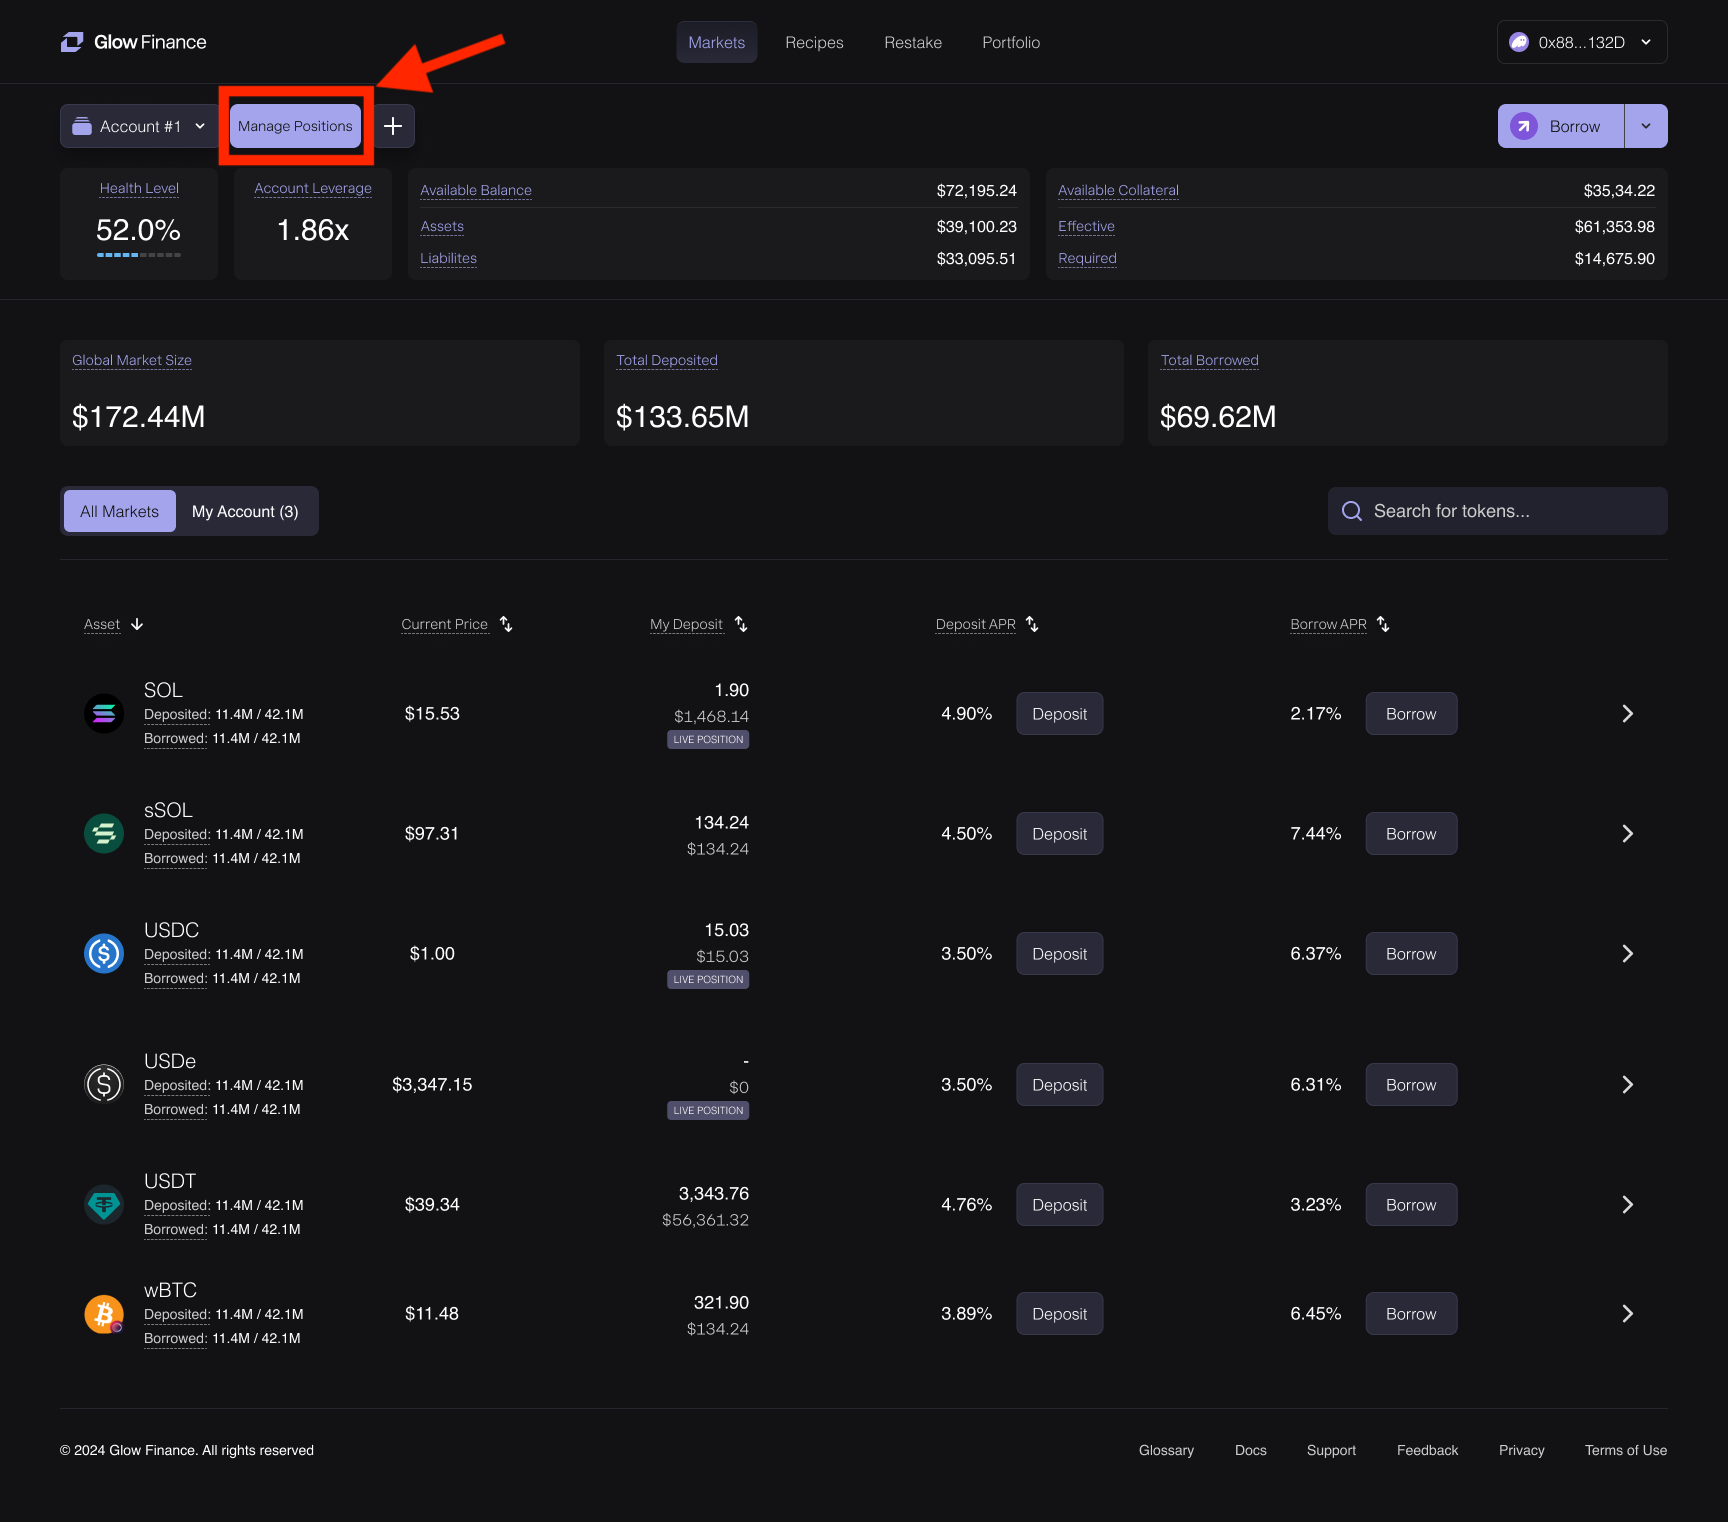 Glow Finance
Markets Recipes Restake Portfolio
0x88...132D
Account #1
Manage Positions
Borrow
Health Level
52.0%
Account Leverage
1.86x
Available Balance $72,195.24
Assets $39,100.23
Liabilites $33,095.51
Available Collateral $35,34.22
Effective $61,353.98
Required $14,675.90
Global Market Size
$172.44M
Total Deposited
$133.65M
Total Borrowed
$69.62M
All Markets My Account (3)
Search for tokens...
Asset Current Price My Deposit Deposit APR Borrow APR
SOL
Deposited: 11.4M / 42.1M
Borrowed: 11.4M / 42.1M
$15.53
1.90
$1,468.14
LIVE POSITION
4.90% Deposit
2.17% Borrow
sSOL
Deposited: 11.4M / 42.1M
Borrowed: 11.4M / 42.1M
$97.31
134.24
$134.24
4.50% Deposit
7.44% Borrow
USDC
Deposited: 11.4M / 42.1M
Borrowed: 11.4M / 42.1M
$1.00
15.03
$15.03
LIVE POSITION
3.50% Deposit
6.37% Borrow
USDe
Deposited: 11.4M / 42.1M
Borrowed: 11.4M / 42.1M
$3,347.15
-
$0
LIVE POSITION
3.50% Deposit
6.31% Borrow
USDT
Deposited: 11.4M / 42.1M
Borrowed: 11.4M / 42.1M
$39.34
3,343.76
$56,361.32
4.76% Deposit
3.23% Borrow
wBTC
Deposited: 11.4M / 42.1M
Borrowed: 11.4M / 42.1M
$11.48
321.90
$134.24
3.89% Deposit
6.45% Borrow
© 2024 Glow Finance. All rights reserved
Glossary Docs Support Feedback Privacy Terms of Use